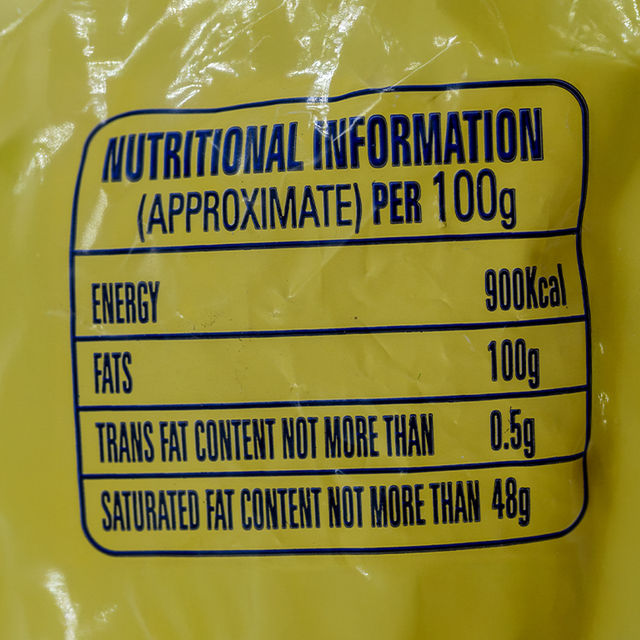 NUTRITIONAL INFORMATION
(APPROXIMATE) PER 100g
ENERGY 900Kcal
FATS 100g
TRANS FAT CONTENT NOT MORE THAN 0.5g
SATURATED FAT CONTENT NOT MORE THAN 48g